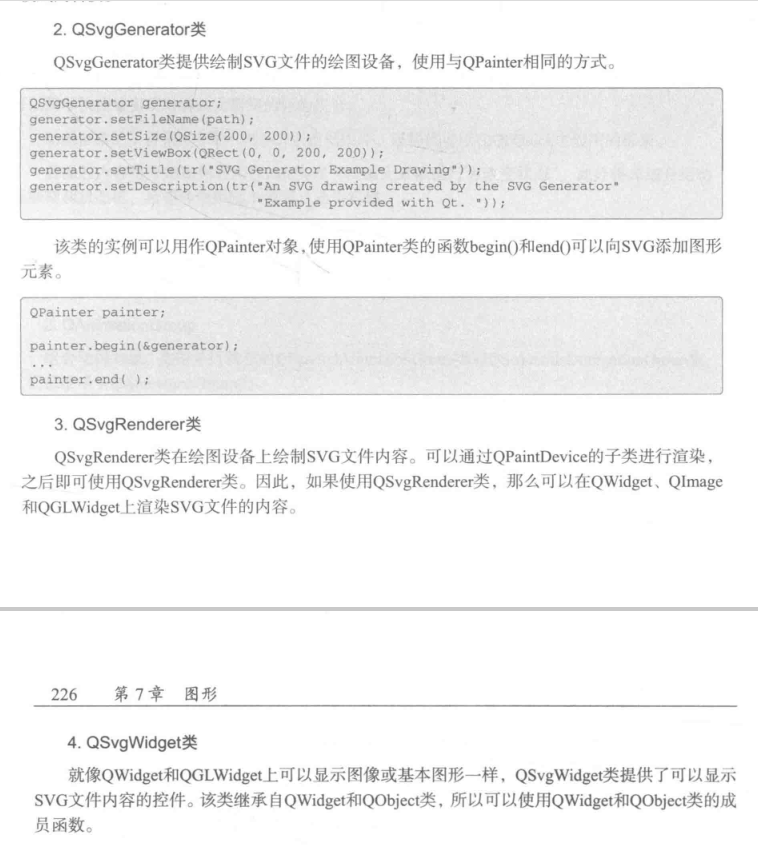 2. QSvgGenerator类
QSvgGenerator类提供绘制SVG文件的绘图设备，使用与QPainter相同的方式。
QSvgGenerator generator;
generator.setFileName(path);
generator.setSize(QSize(200, 200));
generator.setViewBox(QRect(0, 0, 200, 200));
generator.setTitle(tr("SVG Generator Example Drawing"));
generator.setDescription(tr("An SVG drawing created by the SVG Generator"
"Example provided with Qt. "));
该类的实例可以用作QPainter对象，使用QPainter类的函数begin()和end()可以向SVG添加图形
元素。
QPainter painter;
painter.begin(&generator);
...
painter.end( );
3. QSvgRenderer类
QSvgRenderer类在绘图设备上绘制SVG文件内容。可以通过QPaintDevice的子类进行渲染，
之后即可使用QSvgRenderer类。因此，如果使用QSvgRenderer类，那么可以在QWidget、QImage
和QGLWidget上渲染SVG文件的内容。
226 第 7 章 图形
4. QSvgWidget类
就像QWidget和QGLWidget上可以显示图像或基本图形一样，QSvgWidget类提供了可以显示
SVG文件内容的控件。该类继承自QWidget和QObject类，所以可以使用QWidget和QObject类的成
员函数。